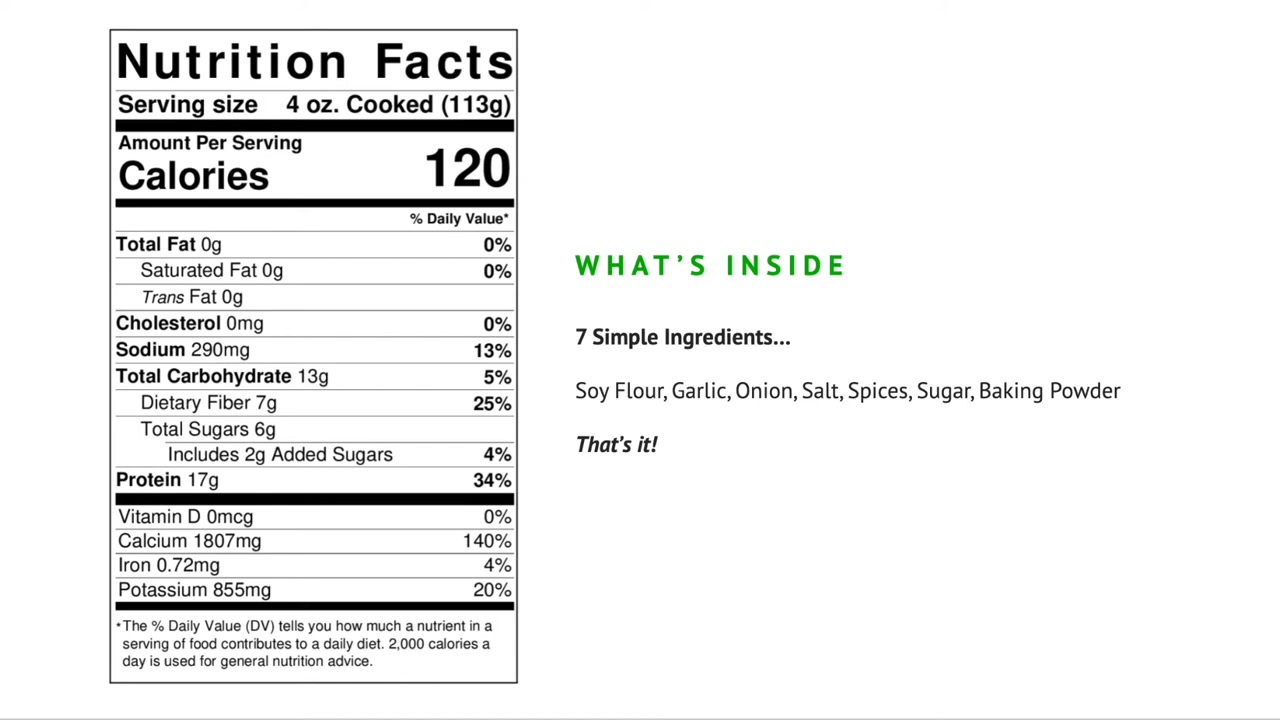 Nutrition Facts
Serving size 4 oz. Cooked (113g)
Amount Per Serving
Calories 120
% Daily Value*
Total Fat 0g 0%
Saturated Fat 0g 0%
Trans Fat 0g
Cholesterol 0mg 0%
Sodium 290mg 13%
Total Carbohydrate 13g 5%
Dietary Fiber 7g 25%
Total Sugars 6g
Includes 2g Added Sugars 4%
Protein 17g 34%
Vitamin D 0mcg 0%
Calcium 1807mg 140%
Iron 0.72mg 4%
Potassium 855mg 20%
*The % Daily Value (DV) tells you how much a nutrient in a
serving of food contributes to a daily diet. 2,000 calories a
day is used for general nutrition advice.
WHAT’S INSIDE
7 Simple Ingredients...
Soy Flour, Garlic, Onion, Salt, Spices, Sugar, Baking Powder
That’s it!